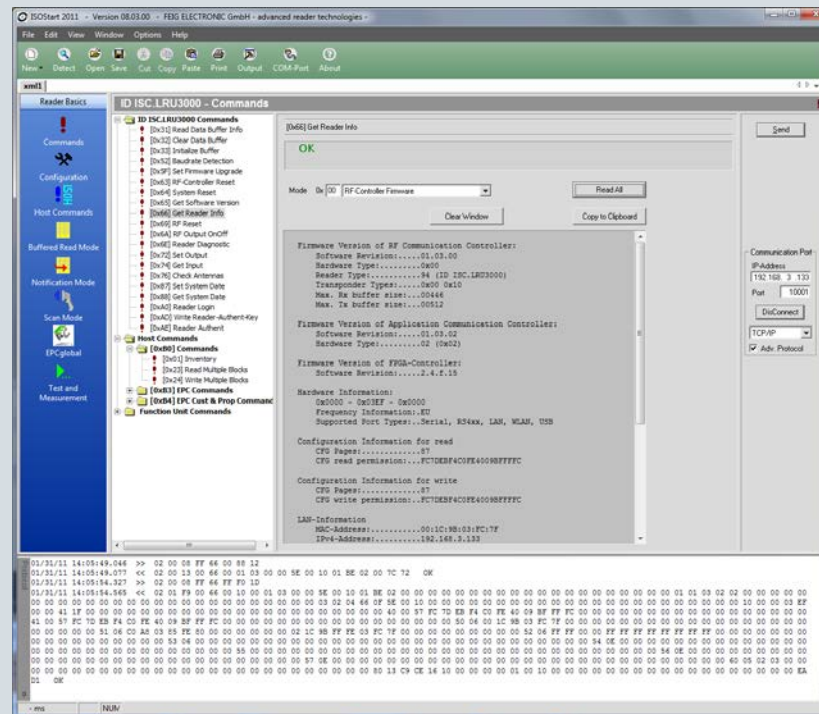 ISOStart 2011 - Version 08.03.00 - FEIG ELECTRONIC GmbH - advanced reader technologies -
File Edit View Window Options Help
New Detect Open Save Cut Copy Paste Print Output COM-Port About
xml1
Reader Basics
Commands
Configuration
Host Commands
Buffered Read Mode
Notification Mode
Scan Mode
EPCglobal
Test and
Measurement
ID ISC.LRU3000 - Commands
ID ISC.LRU3000 Commands
[0x31] Read Data Buffer Info
[0x32] Clear Data Buffer
[0x33] Initialize Buffer
[0x52] Baudrate Detection
[0x5F] Set Firmware Upgrade
[0x63] RF-Controller Reset
[0x64] System Reset
[0x65] Get Software Version
[0x66] Get Reader Info
[0x69] RF Reset
[0x6A] RF Output OnOff
[0x6E] Reader Diagnostic
[0x72] Set Output
[0x74] Get Input
[0x76] Check Antennas
[0x87] Set System Date
[0x88] Get System Date
[0xA0] Reader Login
[0xAD] Write Reader-Authent-Key
[0xAE] Reader Authent
Host Commands
[0xB0] Commands
[0x01] Inventory
[0x23] Read Multiple Blocks
[0x24] Write Multiple Blocks
[0xB3] EPC Commands
[0xB4] EPC Cust & Prop Command
Function Unit Commands
[0x66] Get Reader Info
OK
Mode 0x 00 RF-Controller Firmware
Read All
Clear Window
Copy to Clipboard
Firmware Version of RF Communication Controller:
Software Revision:.....01.03.00
Hardware Type:.........0x00
Reader Type:...........94 (ID ISC.LRU3000)
Transponder Types:.....0x00 0x10
Max. Rx buffer size:...00446
Max. Tx buffer size:...00512
Firmware Version of Application Communication Controller:
Software Revision:.....01.03.02
Hardware Type:.........02 (0x02)
Firmware Version of FPGA-Controller:
Software Revision:.....2.4.f.15
Hardware Information:
0x0000 - 0x03EF - 0x0000
Frequency Information:.EU
Supported Port Types:..Serial, RS4xx, LAN, WLAN, USB
Configuration Information for read
CFG Pages:.............87
CFG read permission:...FC7DEBF4C0FE4009BFFFFC
Configuration Information for write
CFG Pages:.............87
CFG write permission:..FC7DEBF4C0FE4009BFFFFC
LAN-Information
MAC-Address:...........00:1C:9B:03:FC:7F
IPv4-Address:..........192.168.3.133
Send
Communication Port
IP-Address
192.168. 3 .133
Port 10001
DisConnect
TCP/IP
Adv. Protocol
Protocol
01/31/11 14:05:49.046 >> 02 00 08 FF 66 00 88 12
01/31/11 14:05:49.077 << 02 00 13 00 66 00 01 03 00 00 5E 00 10 01 BE 02 00 7C 72 OK
01/31/11 14:05:54.327 >> 02 00 08 FF 66 FF F0 1D
D1 OK
- ms NUM